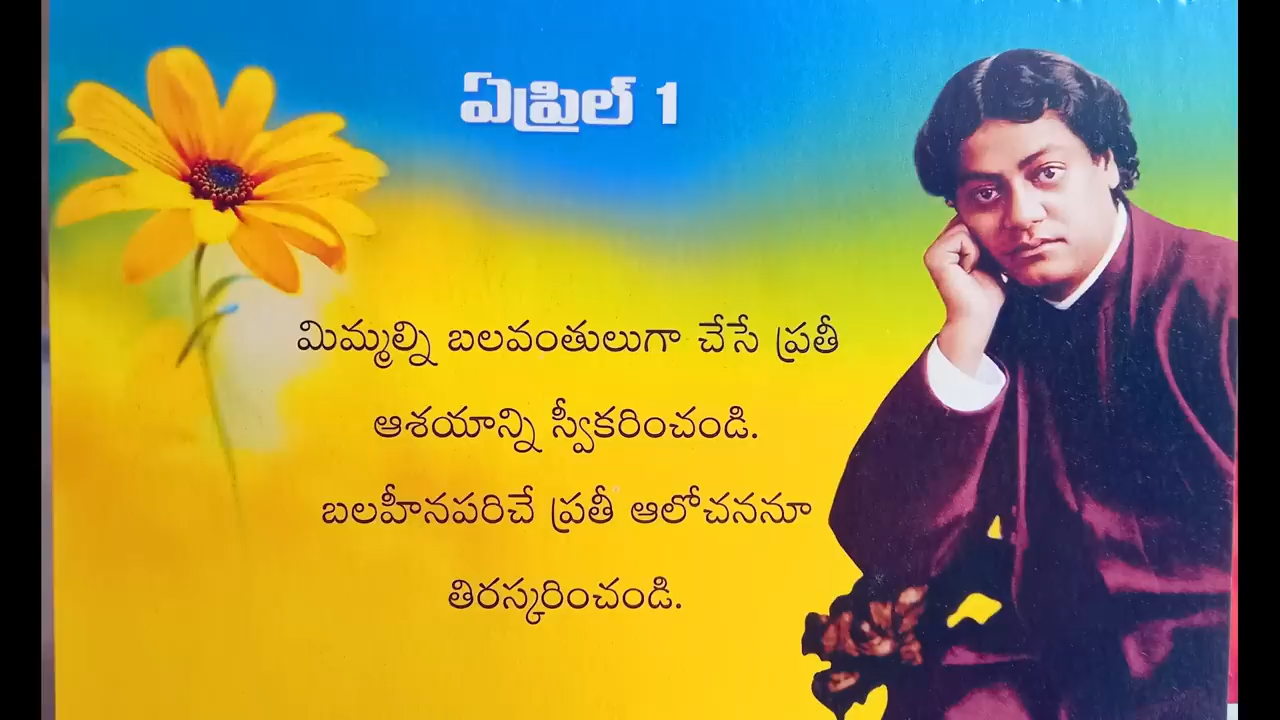 ఏప్రిల్ 1
మిమ్మల్ని బలవంతులుగా చేసే ప్రతీ
ఆశయాన్ని స్వీకరించండి.
బలహీనపరిచే ప్రతీ ఆలోచననూ
తిరస్కరించండి.